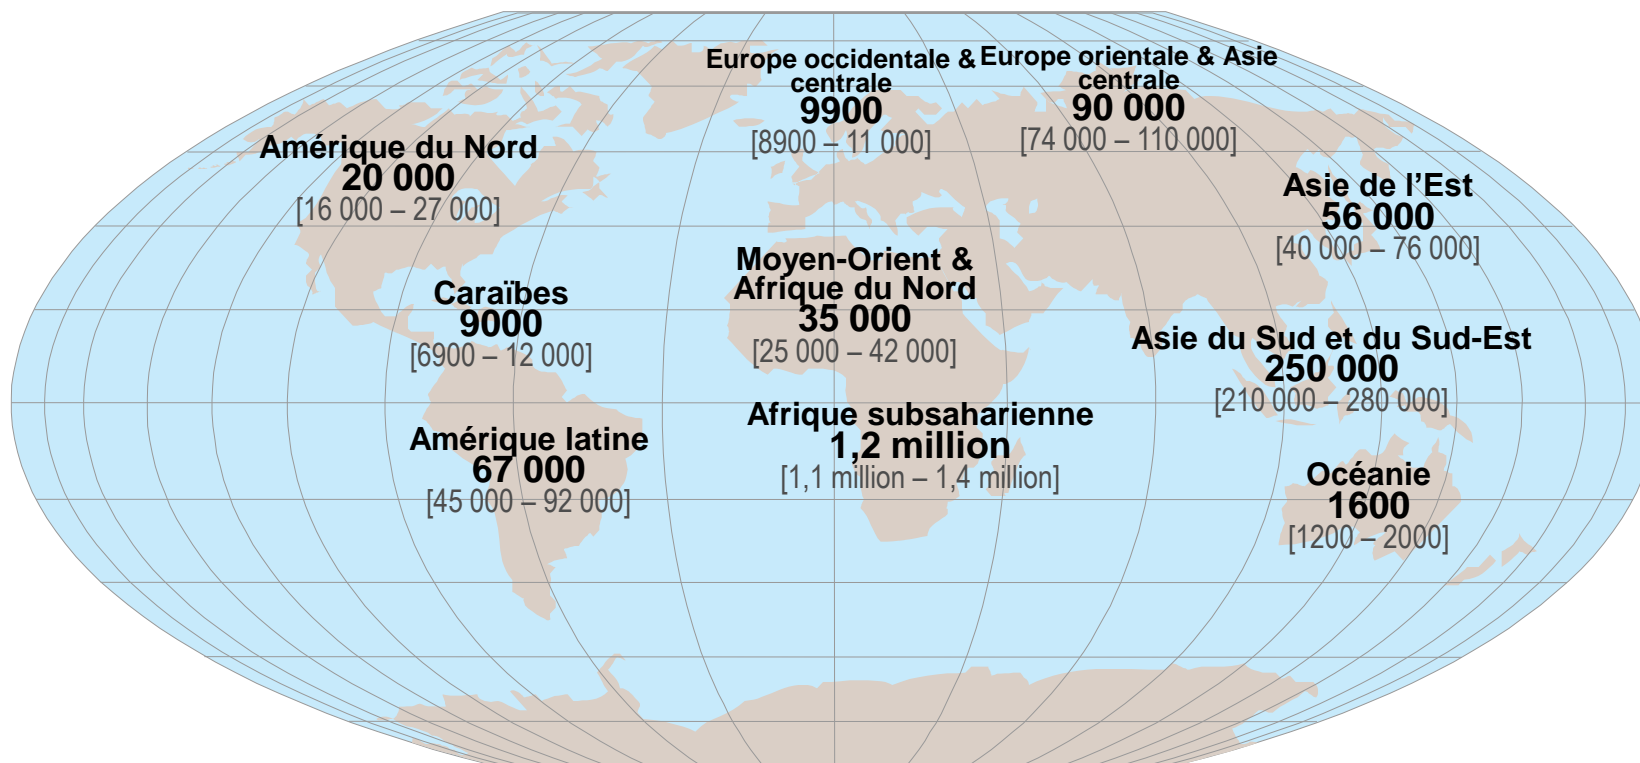 Europe occidentale &
centrale
9900
[8900 – 11 000]
Europe orientale & Asie
centrale
90 000
[74 000 – 110 000]
Amérique du Nord
20 000
[16 000 – 27 000]
Asie de l’Est
56 000
[40 000 – 76 000]
Moyen-Orient &
Afrique du Nord
35 000
[25 000 – 42 000]
Caraïbes
9000
[6900 – 12 000]
Asie du Sud et du Sud-Est
250 000
[210 000 – 280 000]
Afrique subsaharienne
1,2 million
[1,1 million – 1,4 million]
Amérique latine
67 000
[45 000 – 92 000]
Océanie
1600
[1200 – 2000]